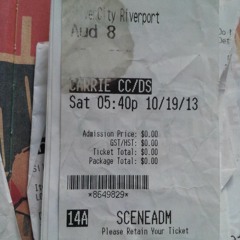 City Riverport
Aud 8
CARRIE CC/DS
Sat 05:40p 10/19/13
Admission Price: $0.00
GST/HST: $0.00
Ticket Total: $0.00
Package Total: $0.00
*8649829*
14A SCENEADM
Please Retain Your Ticket